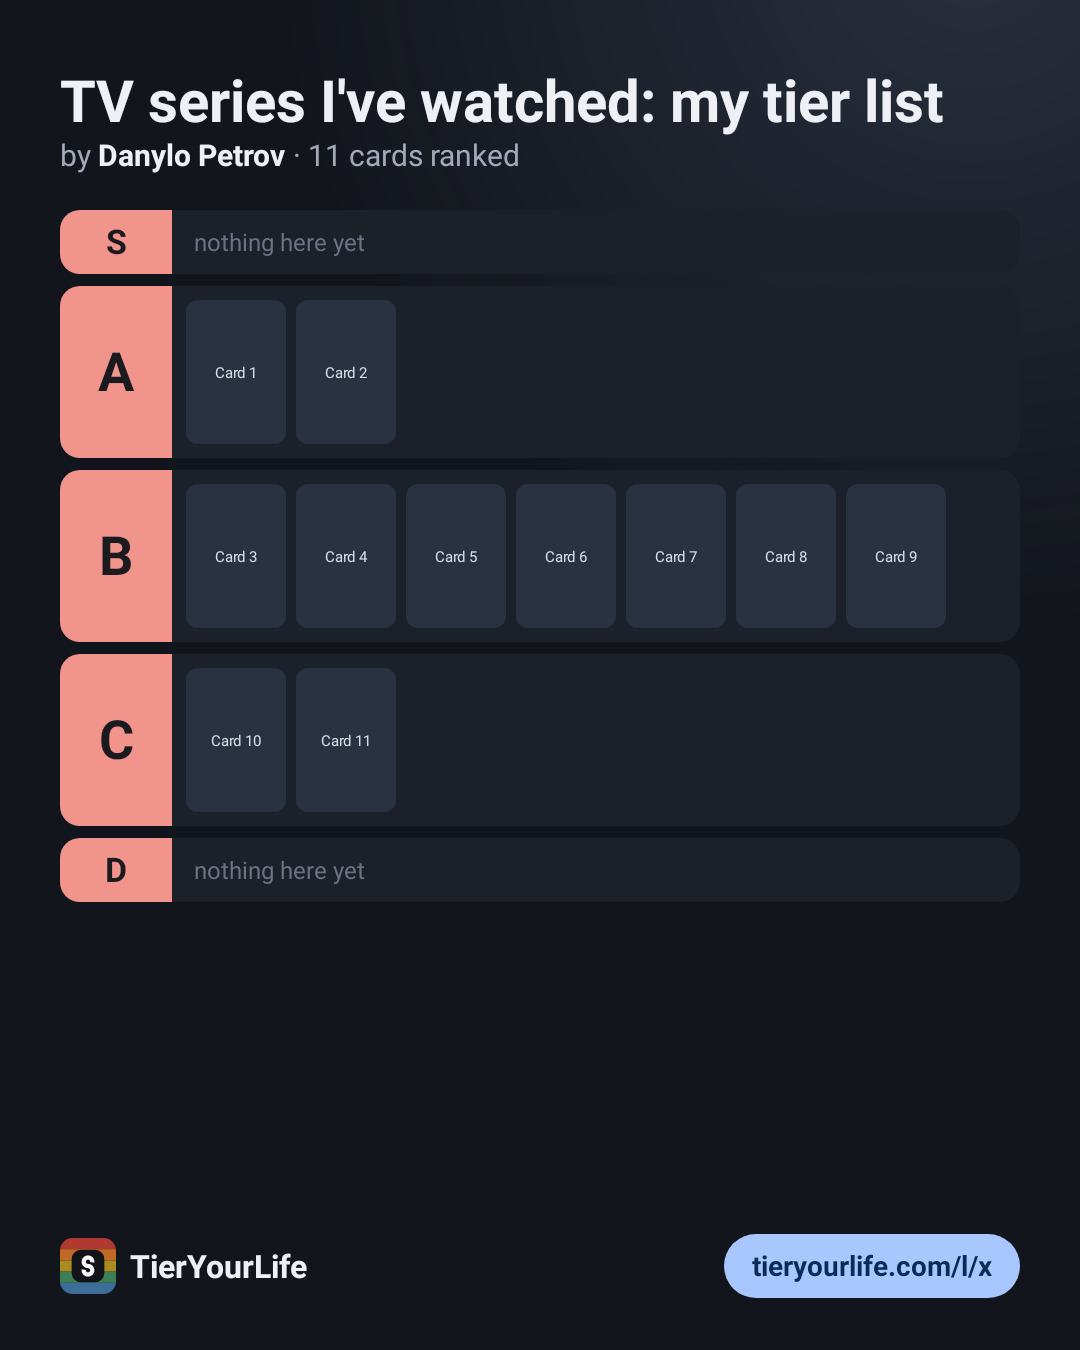 TV series I've watched: my tier list
by Danylo Petrov · 11 cards ranked
S nothing here yet
A Card 1 Card 2
B Card 3 Card 4 Card 5 Card 6 Card 7 Card 8 Card 9
C Card 10 Card 11
D nothing here yet
S TierYourLife tieryourlife.com/l/x